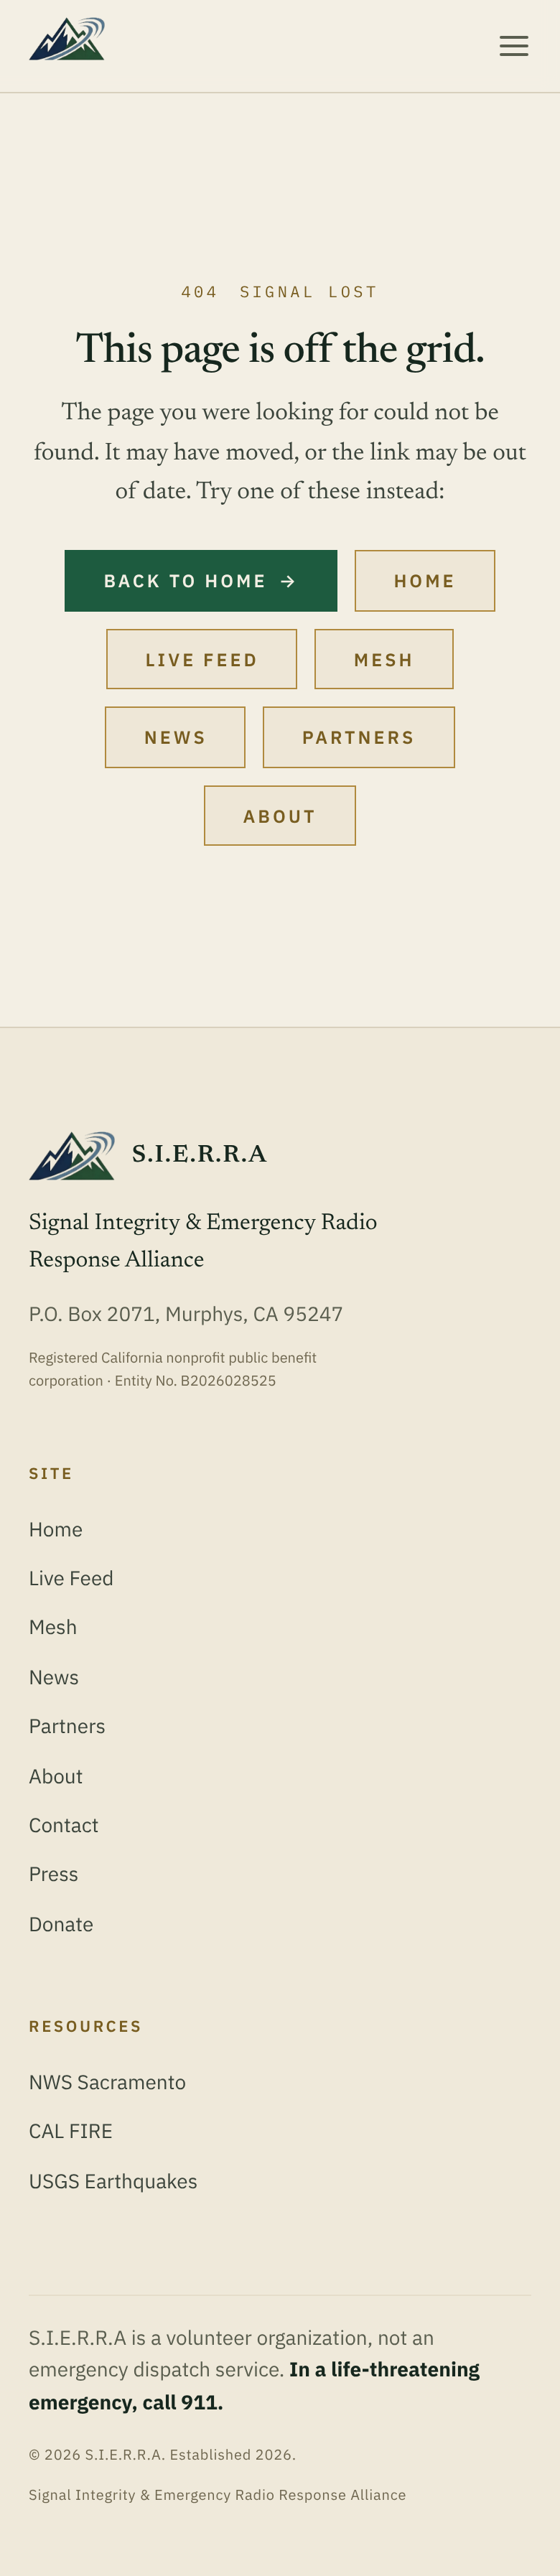 404 SIGNAL LOST
This page is off the grid.
The page you were looking for could not be
found. It may have moved, or the link may be out
of date. Try one of these instead:
BACK TO HOME →
HOME
LIVE FEED
MESH
NEWS
PARTNERS
ABOUT
S.I.E.R.R.A
Signal Integrity & Emergency Radio
Response Alliance
P.O. Box 2071, Murphys, CA 95247
Registered California nonprofit public benefit
corporation · Entity No. B2026028525
SITE
Home
Live Feed
Mesh
News
Partners
About
Contact
Press
Donate
RESOURCES
NWS Sacramento
CAL FIRE
USGS Earthquakes
S.I.E.R.R.A is a volunteer organization, not an
emergency dispatch service. In a life-threatening
emergency, call 911.
© 2026 S.I.E.R.R.A. Established 2026.
Signal Integrity & Emergency Radio Response Alliance